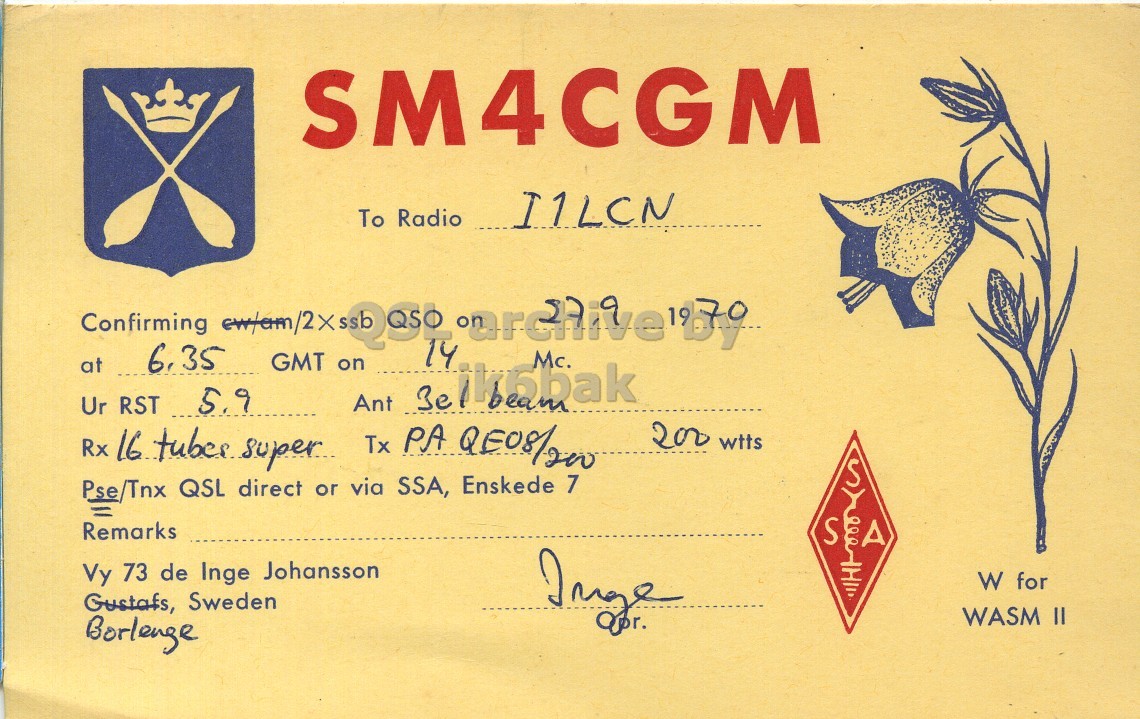 SM4CGM
To Radio I1LCN
Confirming cw/am/2×ssb QSO on 27.9 1970
at 6.35 GMT on 14 Mc.
Ur RST 5.9 Ant 3el beam
Rx 16 tubes super Tx PA QE08/200 200 wtts
Pse/Tnx QSL direct or via SSA, Enskede 7
Remarks
Vy 73 de Inge Johansson
Gustafs, Sweden
Borlenge
Inge
Opr.
S
S A
W for
WASM II
QSL archive by
ik6bak